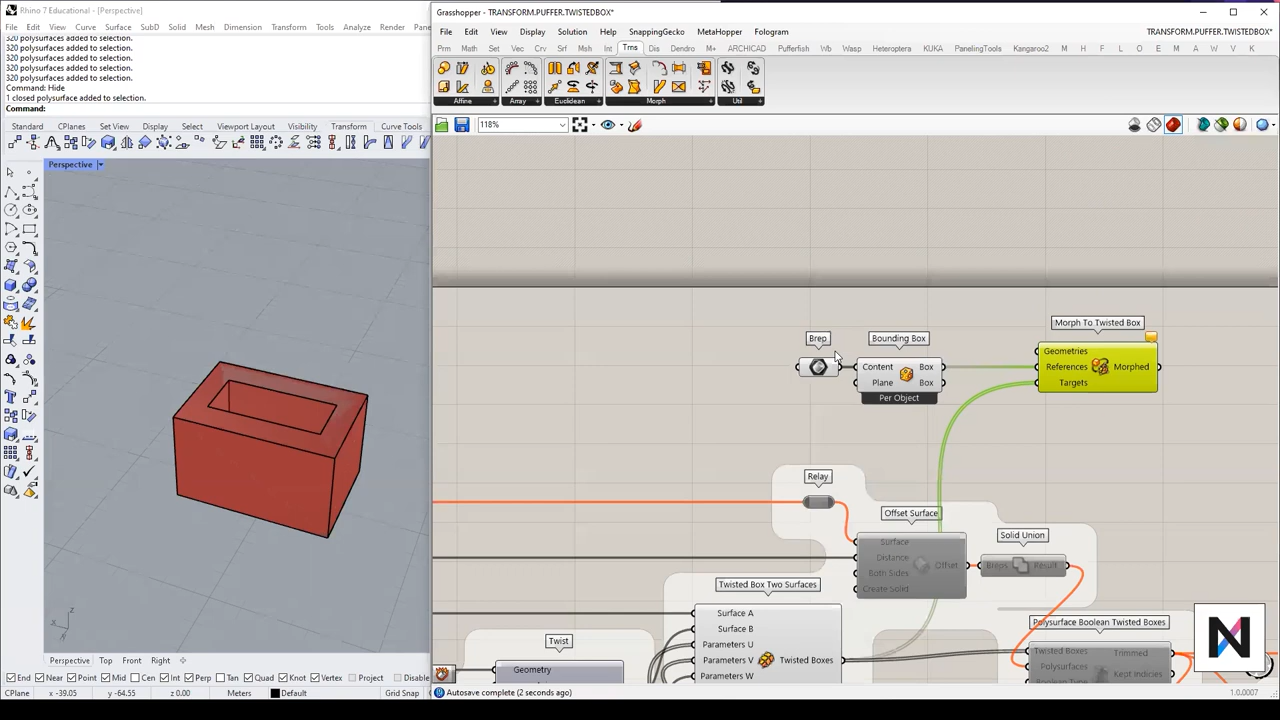 Rhino 7 Educational - [Perspective]
File Edit View Curve Surface SubD Solid Mesh Dimension Transform Tools Analyze Render Pan
320 polysurfaces added to selection.
320 polysurfaces added to selection.
320 polysurfaces added to selection.
320 polysurfaces added to selection.
Command: Hide
1 closed polysurface added to selection.
Command:
Standard CPlanes Set View Display Select Viewport Layout Visibility Transform Curve Tools
Perspective
z
y
x
Perspective Top Front Right
End Near Point Mid Cen Int Perp Tan Quad Knot Vertex Project Disable
CPlane x -39.05 y -64.55 z 0.00 Meters Default Grid Snap
Grasshopper - TRANSFORM.PUFFER.TWISTEDBOX*
File Edit View Display Solution Help SnappingGecko MetaHopper Fologram
TRANSFORM.PUFFER.TWISTEDBOX*
Prm Math Set Vec Crv Srf Msh Int Trns Dis Dendro M+ ARCHICAD Pufferfish Wb Wasp Heteroptera KUKA PanelingTools Kangaroo2 M H F L O H E M A T M L W V K
Affine Array Euclidean Morph Util
118%
Morph To Twisted Box
Brep
Bounding Box
Geometries
References
Targets
Morphed
Content
Plane
Box
Box
Per Object
Relay
Offset Surface
Surface
Distance
Both Sides
Create Solid
Offset
Solid Union
Breps Result
Twisted Box Two Surfaces
Surface A
Surface B
Parameters U
Parameters V
Parameters W
Twisted Boxes
Polysurface Boolean Twisted Boxes
Twisted Boxes
Polysurfaces
Boolean Type
Trimmed
Kept Indicies
Twist
Geometry
N
Autosave complete (2 seconds ago)
1.0.0007